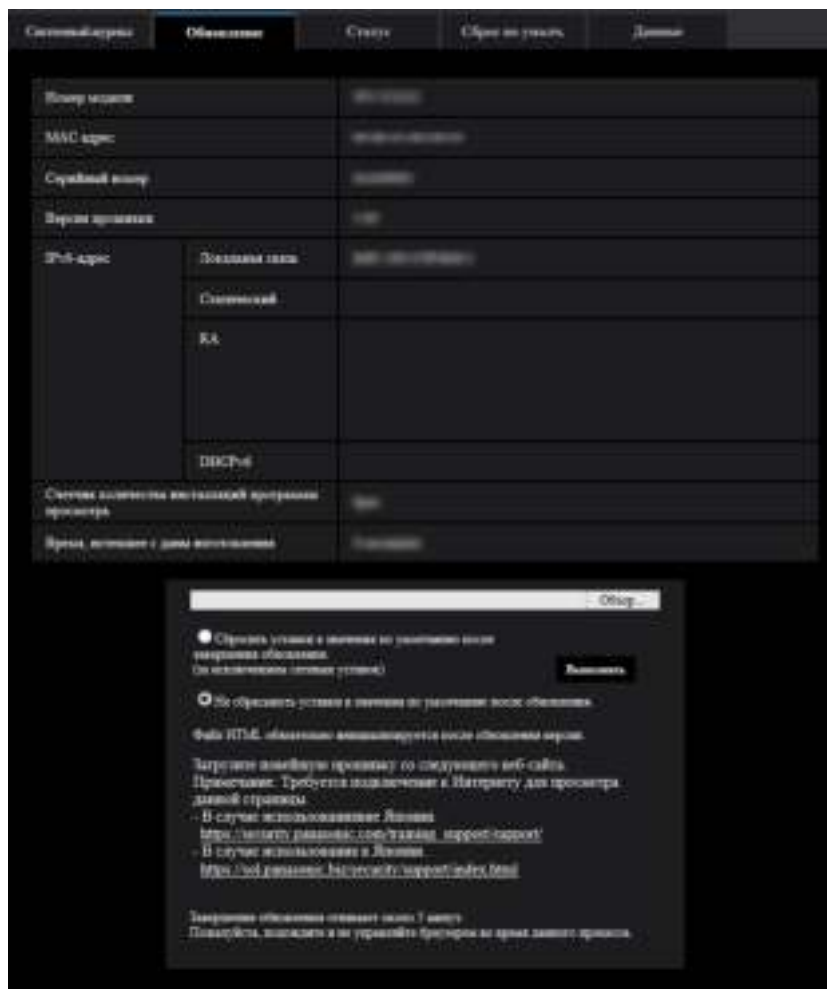 Системный журнал
Обновление
Статус
Сброс по умолч.
Данные
Номер модели
MAC адрес
Серийный номер
Версия прошивки
IPv6-адрес
Локальная связь
Статический
RA
DHCPv6
Счетчик количества инсталляций программы
просмотра
Время, истекшее с даты изготовления
Обзор...
Сбросить уставки к значениям по умолчанию после
завершения обновления.
(за исключением сетевых уставок)
Выполнить
Не сбрасывать уставки к значениям по умолчанию после обновления.
Файл HTML обязательно инициализируется после обновления версии.
Загрузите новейшую прошивку со следующего веб-сайта.
Примечание: Требуется подключение к Интернету для просмотра
данной страницы.
- В случае использования вне Японии
https://security.panasonic.com/training_support/support/
- В случае использования в Японии
https://sol.panasonic.biz/security/support/index.html
Завершение обновления отнимает около 5 минут.
Пожалуйста, подождите и не управляйте браузером во время данного процесса.